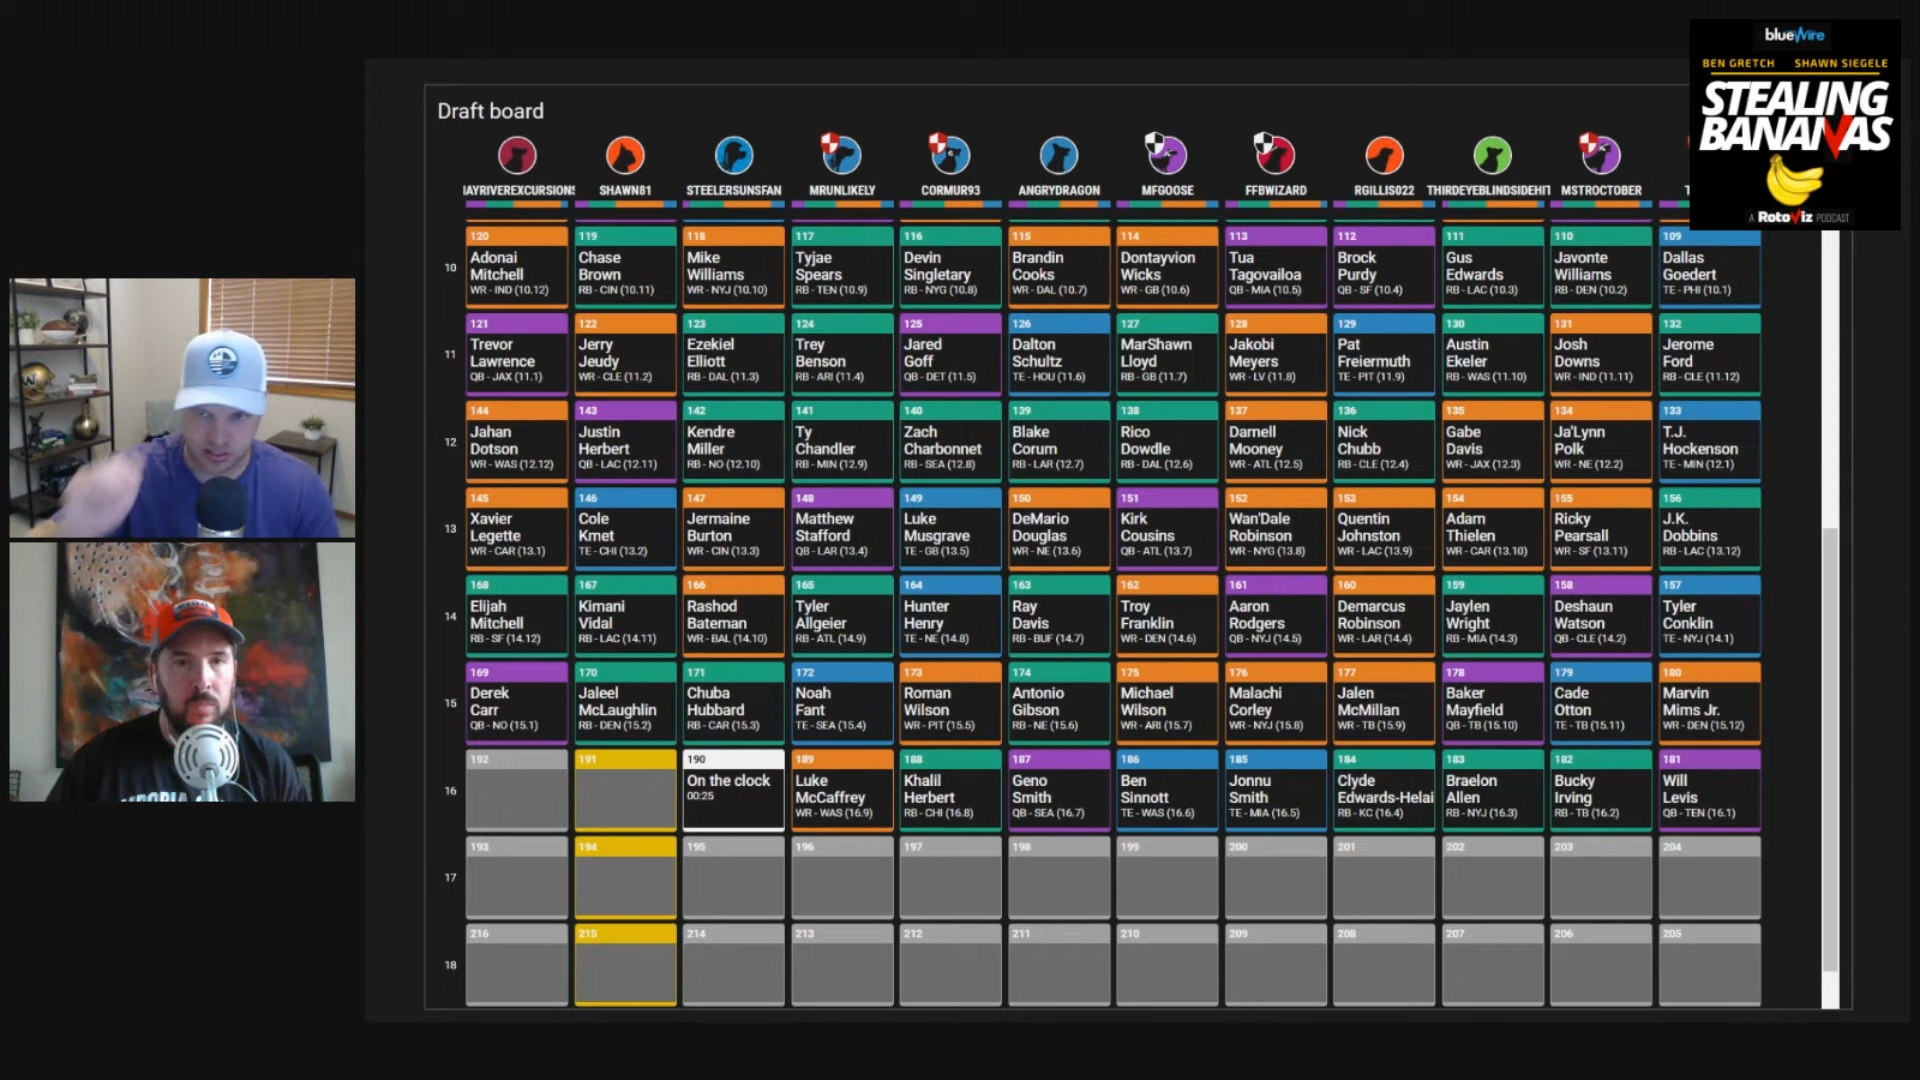 blueWire
BEN GRETCH SHAWN SIEGELE
STEALING
BANANAS
A RotoViz PODCAST
Draft board
SHAWN81 STEELERSUNSFAN MRUNLIKELY CORMUR93 ANGRYDRAGON MFGOOSE FFBWIZARD RGILLIS022 THIRDEYEBLINDSIDEHIT MSTROCTOBER
10
120 119 118 117 116 115 114 113 112 111 110 109
Adonai Chase Mike Tyjae Devin Brandin Dontayvion Tua Brock Gus Javonte Dallas
Mitchell Brown Williams Spears Singletary Cooks Wicks Tagovailoa Purdy Edwards Williams Goedert
WR - IND (10.12) RB - CIN (10.11) WR - NYJ (10.10) RB - TEN (10.9) RB - NYG (10.8) WR - DAL (10.7) WR - GB (10.6) QB - MIA (10.5) QB - SF (10.4) RB - LAC (10.3) RB - DEN (10.2) TE - PHI (10.1)
11
121 122 123 124 125 126 127 128 129 130 131 132
Trevor Jerry Ezekiel Trey Jared Dalton MarShawn Jakobi Pat Austin Josh Jerome
Lawrence Jeudy Elliott Benson Goff Schultz Lloyd Meyers Freiermuth Ekeler Downs Ford
QB - JAX (11.1) WR - CLE (11.2) RB - DAL (11.3) RB - ARI (11.4) QB - DET (11.5) TE - HOU (11.6) RB - GB (11.7) WR - LV (11.8) TE - PIT (11.9) RB - WAS (11.10) WR - IND (11.11) RB - CLE (11.12)
12
144 143 142 141 140 139 138 137 136 135 134 133
Jahan Justin Kendre Ty Zach Blake Rico Darnell Nick Gabe Ja'Lynn T.J.
Dotson Herbert Miller Chandler Charbonnet Corum Dowdle Mooney Chubb Davis Polk Hockenson
WR - WAS (12.12) QB - LAC (12.11) RB - NO (12.10) RB - MIN (12.9) RB - SEA (12.8) RB - LAR (12.7) RB - DAL (12.6) WR - ATL (12.5) RB - CLE (12.4) WR - JAX (12.3) WR - NE (12.2) TE - MIN (12.1)
13
145 146 147 148 149 150 151 152 153 154 155 156
Xavier Cole Jermaine Matthew Luke DeMario Kirk Wan'Dale Quentin Adam Ricky J.K.
Legette Kmet Burton Stafford Musgrave Douglas Cousins Robinson Johnston Thielen Pearsall Dobbins
WR - CAR (13.1) TE - CHI (13.2) WR - CIN (13.3) QB - LAR (13.4) TE - GB (13.5) WR - NE (13.6) QB - ATL (13.7) WR - NYG (13.8) WR - LAC (13.9) WR - CAR (13.10) WR - SF (13.11) RB - LAC (13.12)
14
168 167 166 165 164 163 162 161 160 159 158 157
Elijah Kimani Rashod Tyler Hunter Ray Troy Aaron Demarcus Jaylen Deshaun Tyler
Mitchell Vidal Bateman Allgeier Henry Davis Franklin Rodgers Robinson Wright Watson Conklin
RB - SF (14.12) RB - LAC (14.11) WR - BAL (14.10) RB - ATL (14.9) TE - NE (14.8) RB - BUF (14.7) WR - DEN (14.6) QB - NYJ (14.5) WR - LAR (14.4) RB - MIA (14.3) QB - CLE (14.2) TE - NYJ (14.1)
15
169 170 171 172 173 174 175 176 177 178 179 180
Derek Jaleel Chuba Noah Roman Antonio Michael Malachi Jalen Baker Cade Marvin
Carr McLaughlin Hubbard Fant Wilson Gibson Wilson Corley McMillan Mayfield Otton Mims Jr.
QB - NO (15.1) RB - DEN (15.2) RB - CAR (15.3) TE - SEA (15.4) WR - PIT (15.5) RB - NE (15.6) WR - ARI (15.7) WR - NYJ (15.8) WR - TB (15.9) QB - TB (15.10) TE - TB (15.11) WR - DEN (15.12)
16
192 191 190 189 188 187 186 185 184 183 182 181
On the clock Luke Khalil Geno Ben Jonnu Clyde Braelon Bucky Will
00:25 McCaffrey Herbert Smith Sinnott Smith Edwards-Helai Allen Irving Levis
WR - WAS (16.9) RB - CHI (16.8) QB - SEA (16.7) TE - WAS (16.6) TE - MIA (16.5) RB - KC (16.4) RB - NYJ (16.3) RB - TB (16.2) QB - TEN (16.1)
17
193 194 195 196 197 198 199 200 201 202 203 204
18
216 215 214 213 212 211 210 209 208 207 206 205